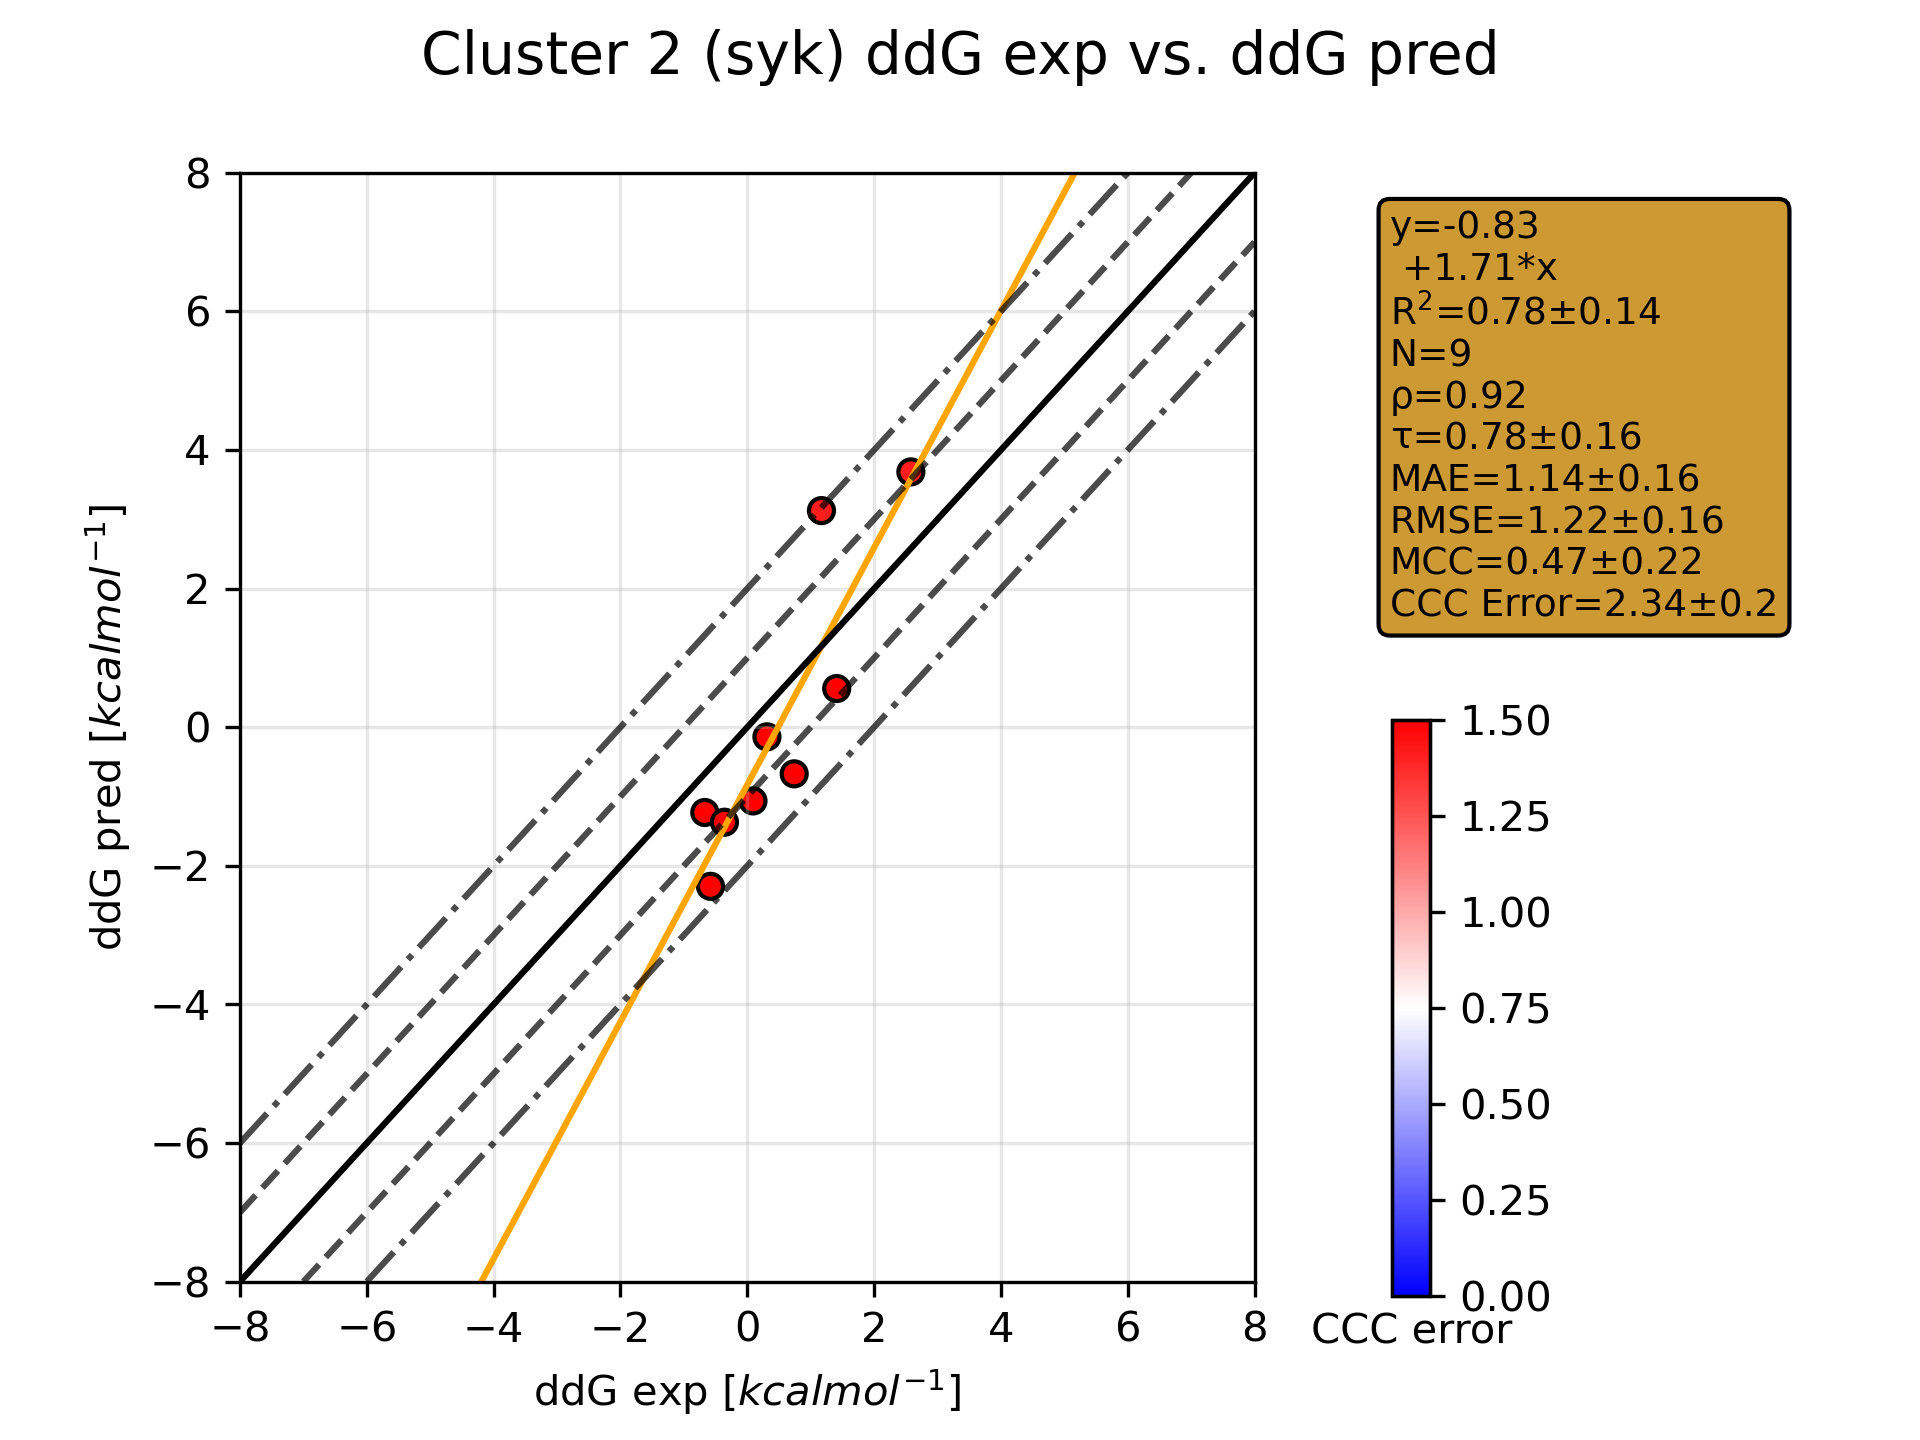 Cluster 2 (syk) ddG exp vs. ddG pred
8
6
4
2
0
−2
−4
−6
−8
ddG pred [kcalmol⁻¹]
−8 −6 −4 −2 0 2 4 6 8
ddG exp [kcalmol⁻¹]
y=-0.83
+1.71*x
R²=0.78±0.14
N=9
ρ=0.92
τ=0.78±0.16
MAE=1.14±0.16
RMSE=1.22±0.16
MCC=0.47±0.22
CCC Error=2.34±0.2
1.50
1.25
1.00
0.75
0.50
0.25
0.00
CCC error